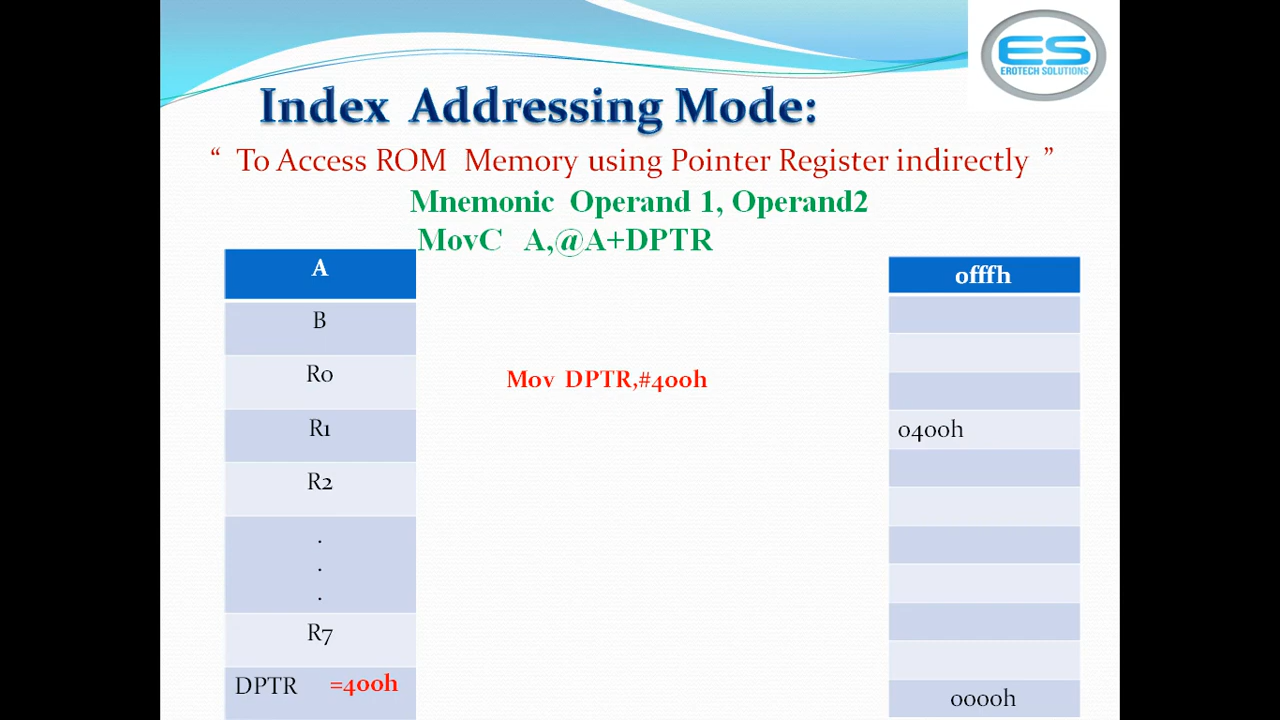 ES
EROTECH SOLUTIONS
Index Addressing Mode:
“ To Access ROM Memory using Pointer Register indirectly ”
Mnemonic Operand 1, Operand2
MovC A,@A+DPTR
A
B
R0
R1
R2
.
.
.
R7
DPTR =400h
Mov DPTR,#400h
0fffh
0400h
0000h